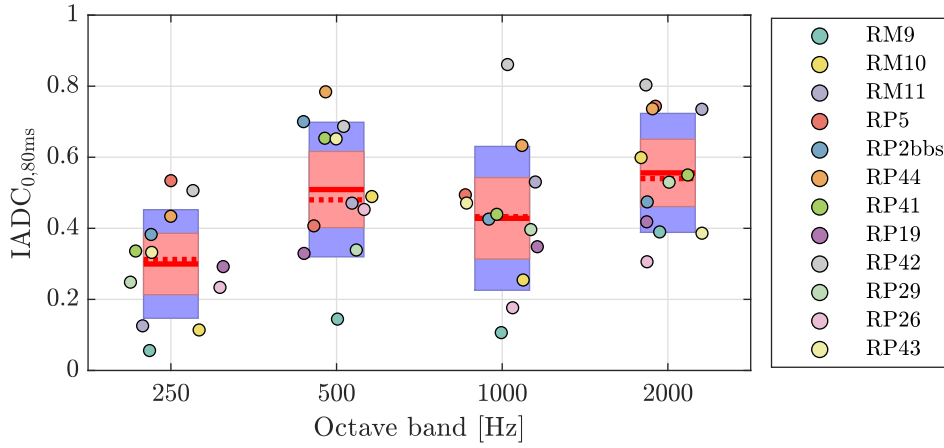 1
0.8
0.6
0.4
0.2
0
IADC0,80ms
250 500 1000 2000
Octave band [Hz]
RM9
RM10
RM11
RP5
RP2bbs
RP44
RP41
RP19
RP42
RP29
RP26
RP43